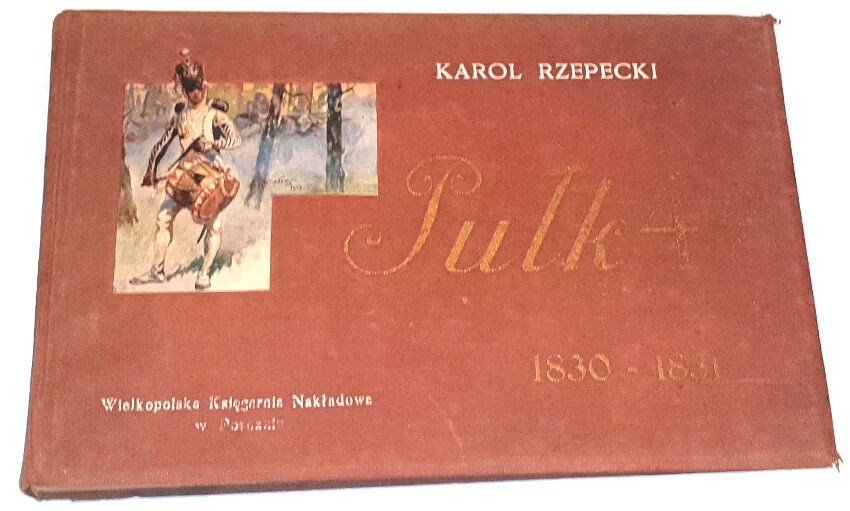 KAROL RZEPECKI
Pułk 4
1830 - 1831
Wielkopolska Księgarnia Nakładowa
w Poznaniu